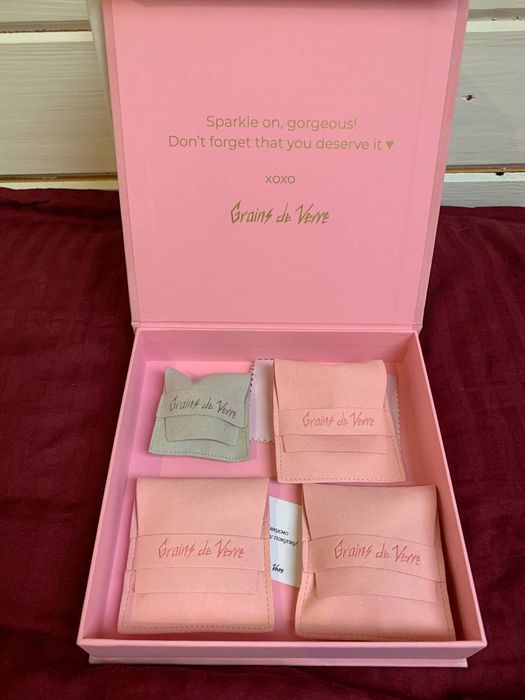 Sparkle on, gorgeous!
Don't forget that you deserve it ♥
xoxo
Grains de Verre
Grains de Verre
Grains de Verre
Grains de Verre
Grains de Verre